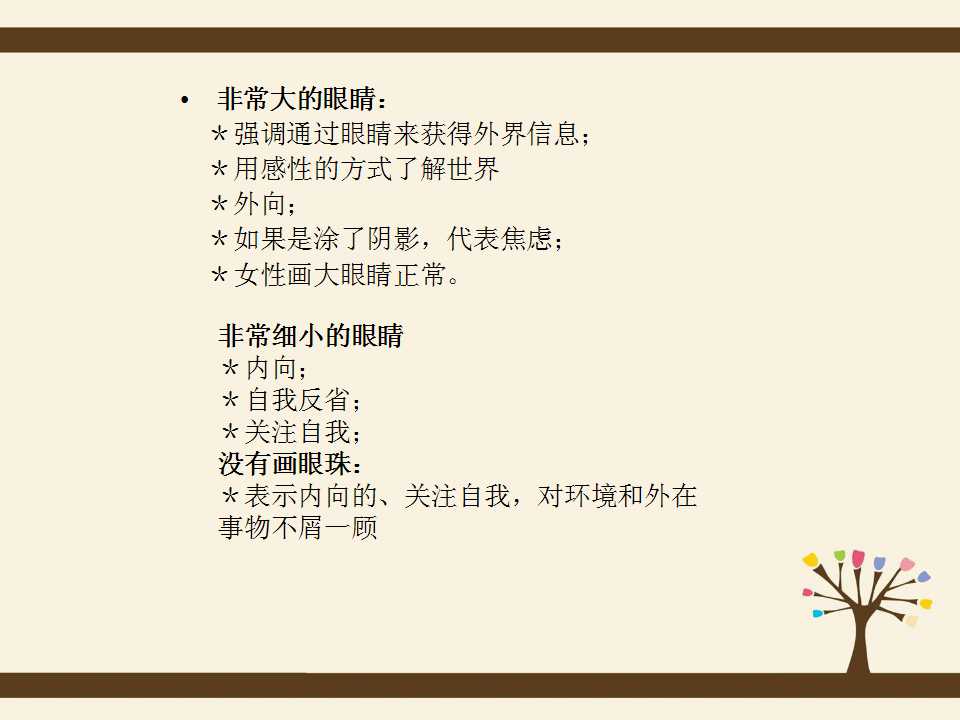 • 非常大的眼睛：
＊强调通过眼睛来获得外界信息；
＊用感性的方式了解世界
＊外向；
＊如果是涂了阴影，代表焦虑；
＊女性画大眼睛正常。
非常细小的眼睛
＊内向；
＊自我反省；
＊关注自我；
没有画眼珠：
＊表示内向的、关注自我，对环境和外在
事物不屑一顾